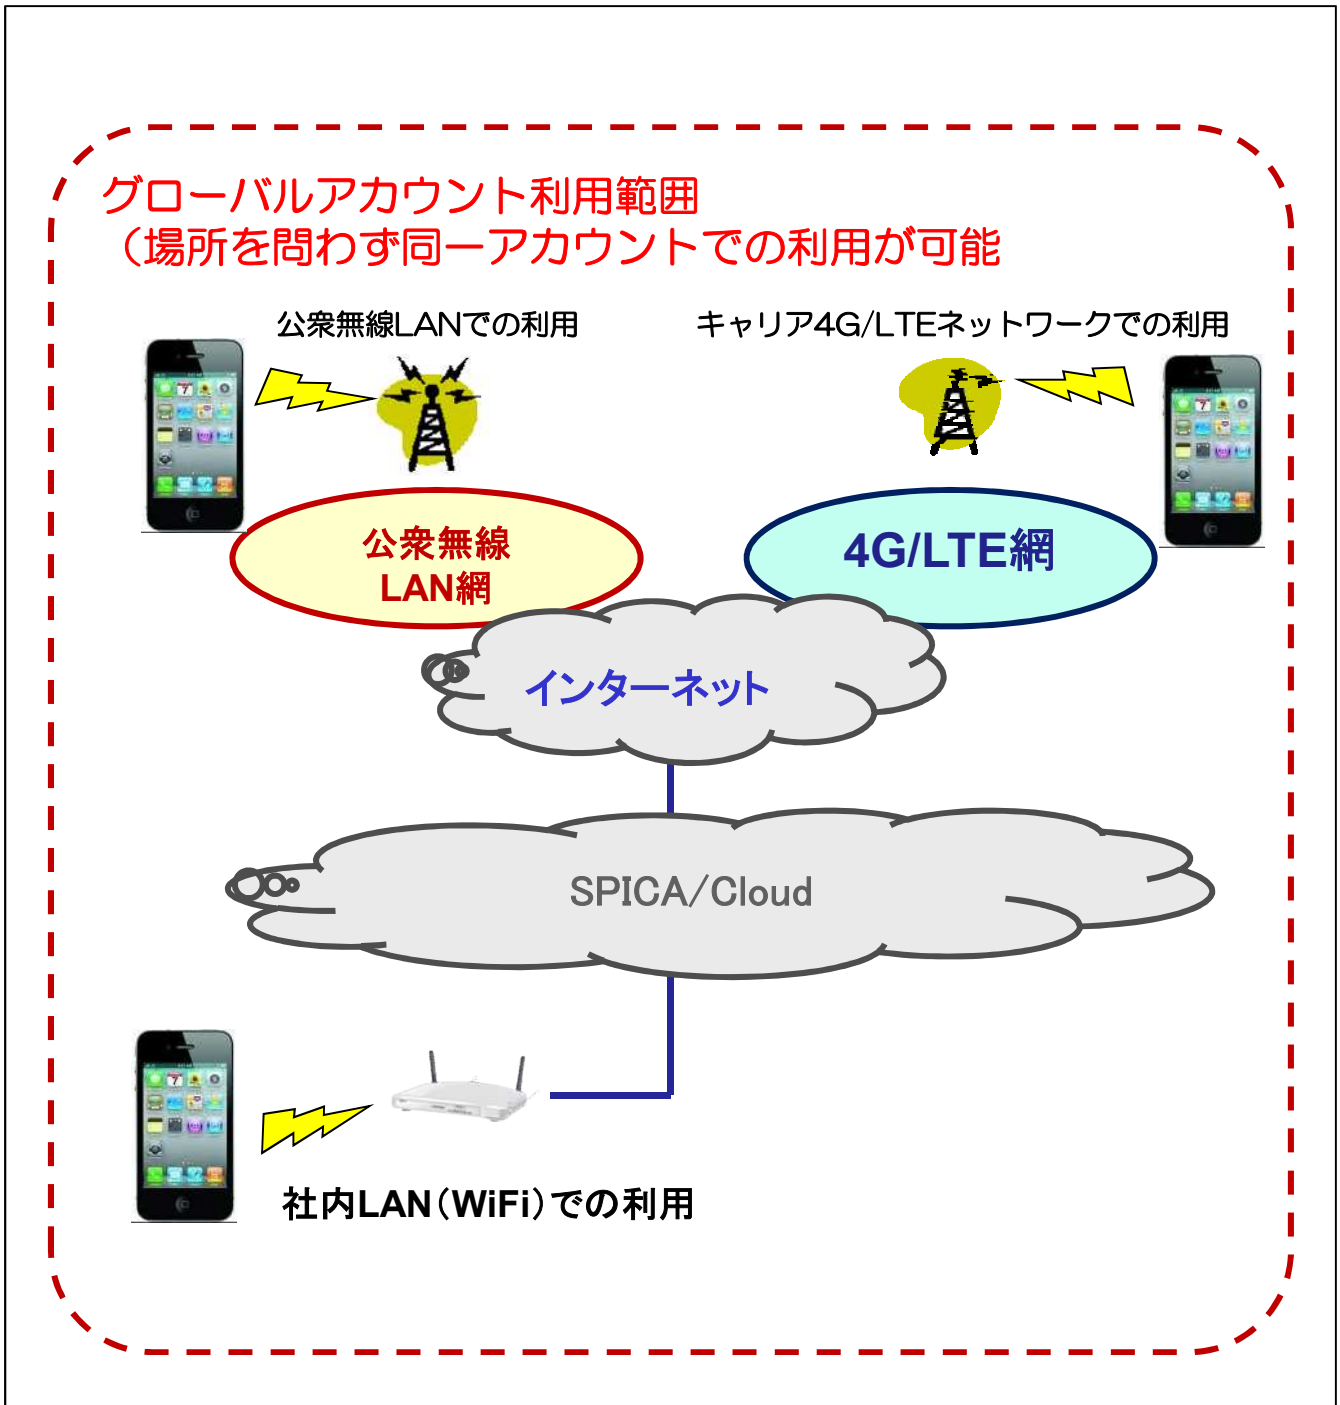 グローバルアカウント利用範囲
（場所を問わず同一アカウントでの利用が可能
公衆無線LANでの利用
キャリア4G/LTEネットワークでの利用
公衆無線
LAN網
4G/LTE網
インターネット
SPICA/Cloud
社内LAN（WiFi）での利用